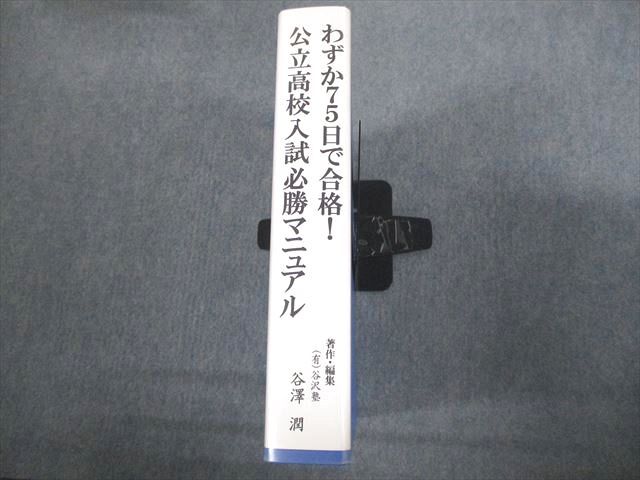 わずか75日で合格!
公立高校入試必勝マニュアル
著作・編集
(有)谷沢塾
谷澤 潤